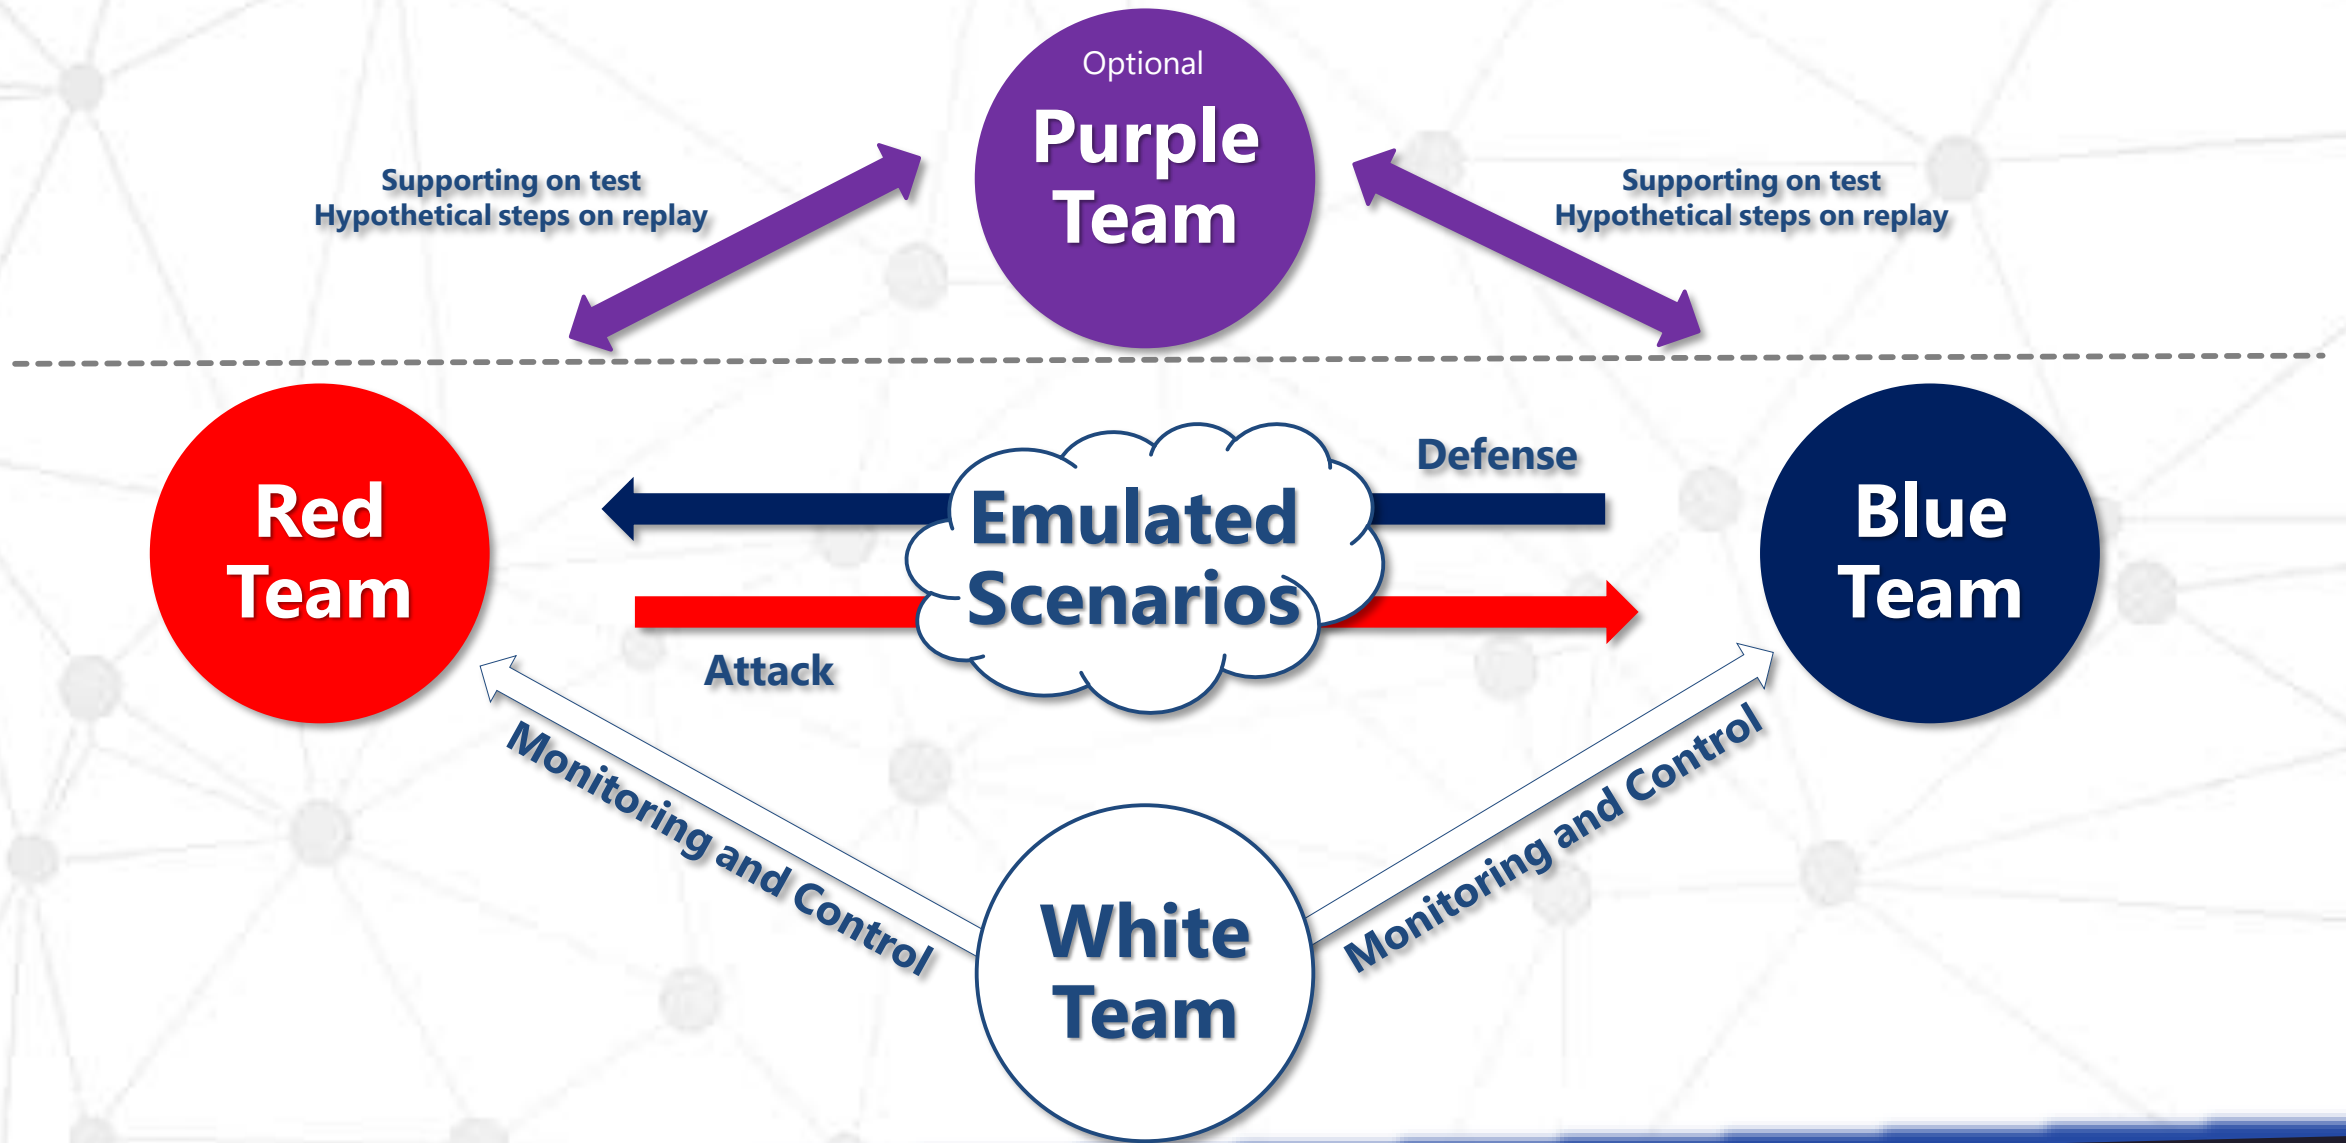 Optional
Purple
Team
Supporting on test
Hypothetical steps on replay
Supporting on test
Hypothetical steps on replay
Red
Team
Defense
Emulated
Scenarios
Attack
Blue
Team
Monitoring and Control
Monitoring and Control
White
Team